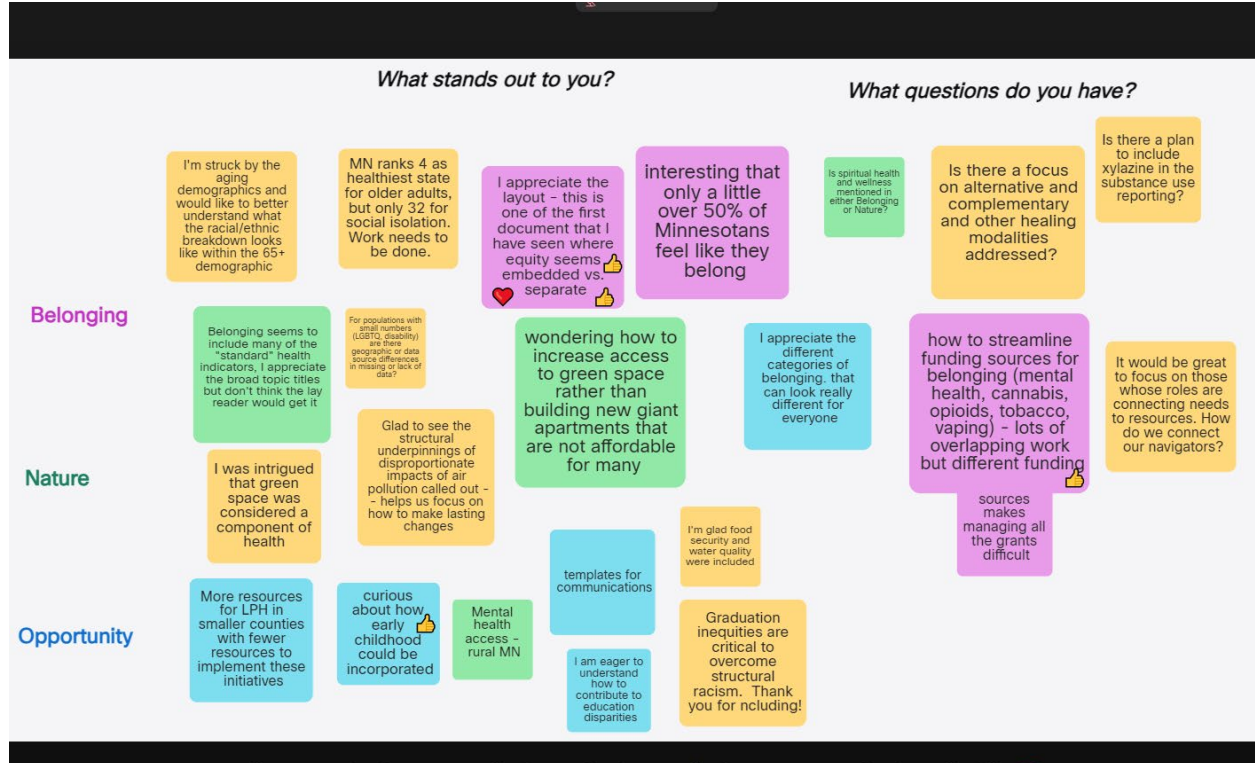 What stands out to you?
What questions do you have?
I'm struck by the
aging
demographics and
would like to better
understand what
the racial/ethnic
breakdown looks
like within the 65+
demographic
MN ranks 4 as
healthiest state
for older adults,
but only 32 for
social isolation.
Work needs to
be done.
I appreciate the
layout - this is
one of the first
document that I
have seen where
equity seems
embedded vs.
separate
interesting that
only a little
over 50% of
Minnesotans
feel like they
belong
Is spiritual health
and wellness
mentioned in
either Belonging
or Nature?
Is there a focus
on alternative and
complementary
and other healing
modalities
addressed?
Is there a plan
to include
xylazine in the
substance use
reporting?
Belonging
Belonging seems to
include many of the
"standard" health
indicators, I appreciate
the broad topic titles
but don't think the lay
reader would get it
For populations with
small numbers
(LGBTQ, disability)
are there
geographic or data
source differences
in missing or lack of
data?
wondering how to
increase access
to green space
rather than
building new giant
apartments that
are not affordable
for many
I appreciate the
different
categories of
belonging. that
can look really
different for
everyone
how to streamline
funding sources for
belonging (mental
health, cannabis,
opioids, tobacco,
vaping) - lots of
overlapping work
but different funding
sources
makes
managing all
the grants
difficult
It would be great
to focus on those
whose roles are
connecting needs
to resources. How
do we connect
our navigators?
Nature
I was intrigued
that green
space was
considered a
component of
health
Glad to see the
structural
underpinnings of
disproportionate
impacts of air
pollution called out -
- helps us focus on
how to make lasting
changes
I'm glad food
security and
water quality
were included
Opportunity
More resources
for LPH in
smaller counties
with fewer
resources to
implement these
initiatives
curious
about how
early
childhood
could be
incorporated
Mental
health
access -
rural MN
templates for
communications
I am eager to
understand
how to
contribute to
education
disparities
Graduation
inequities are
critical to
overcome
structural
racism. Thank
you for ncluding!